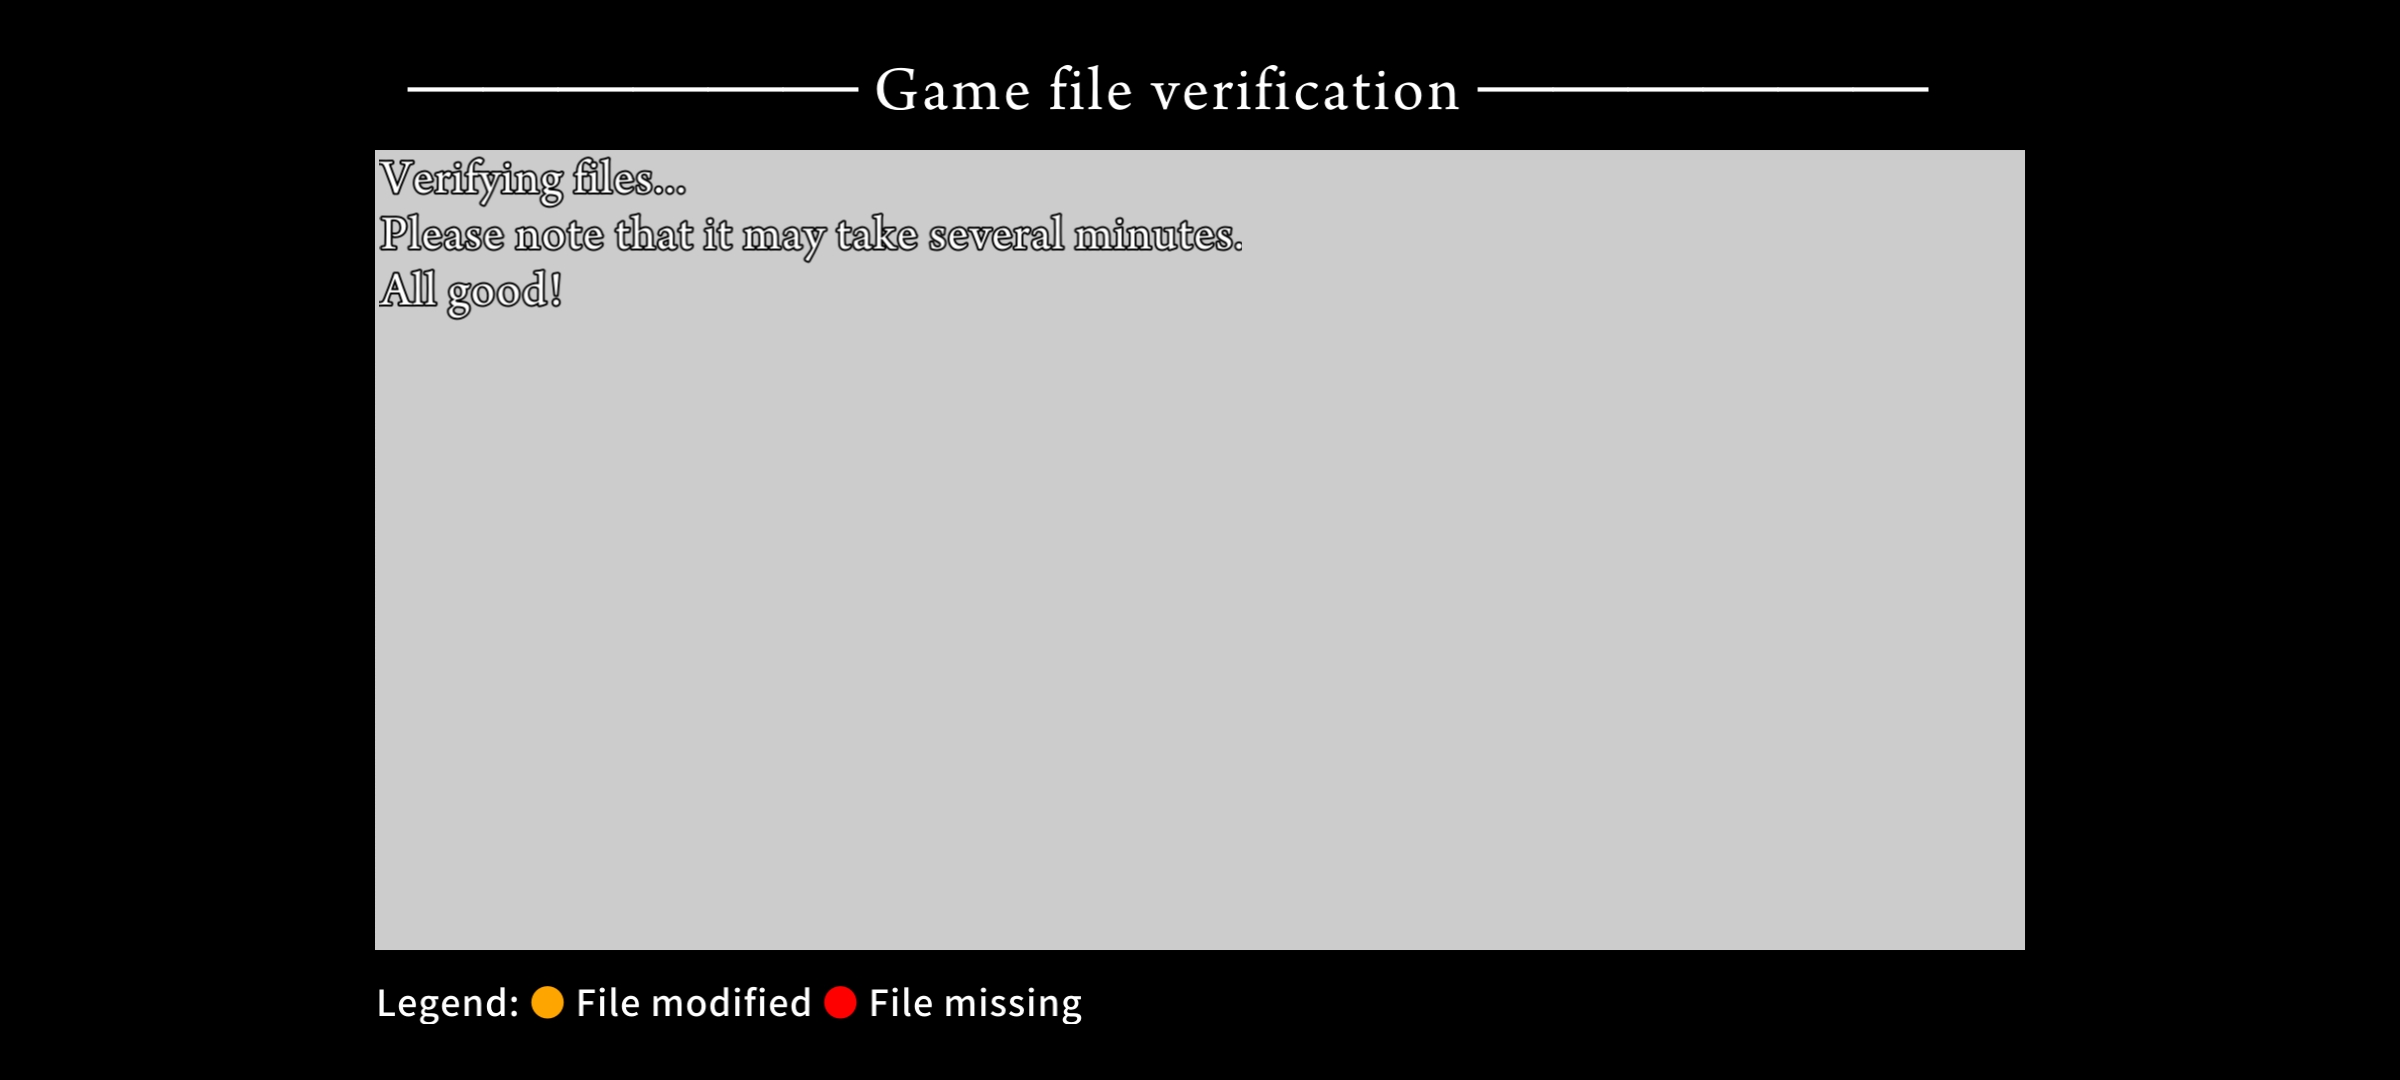 Game file verification
Verifying files...
Please note that it may take several minutes.
All good!
Legend: File modified File missing